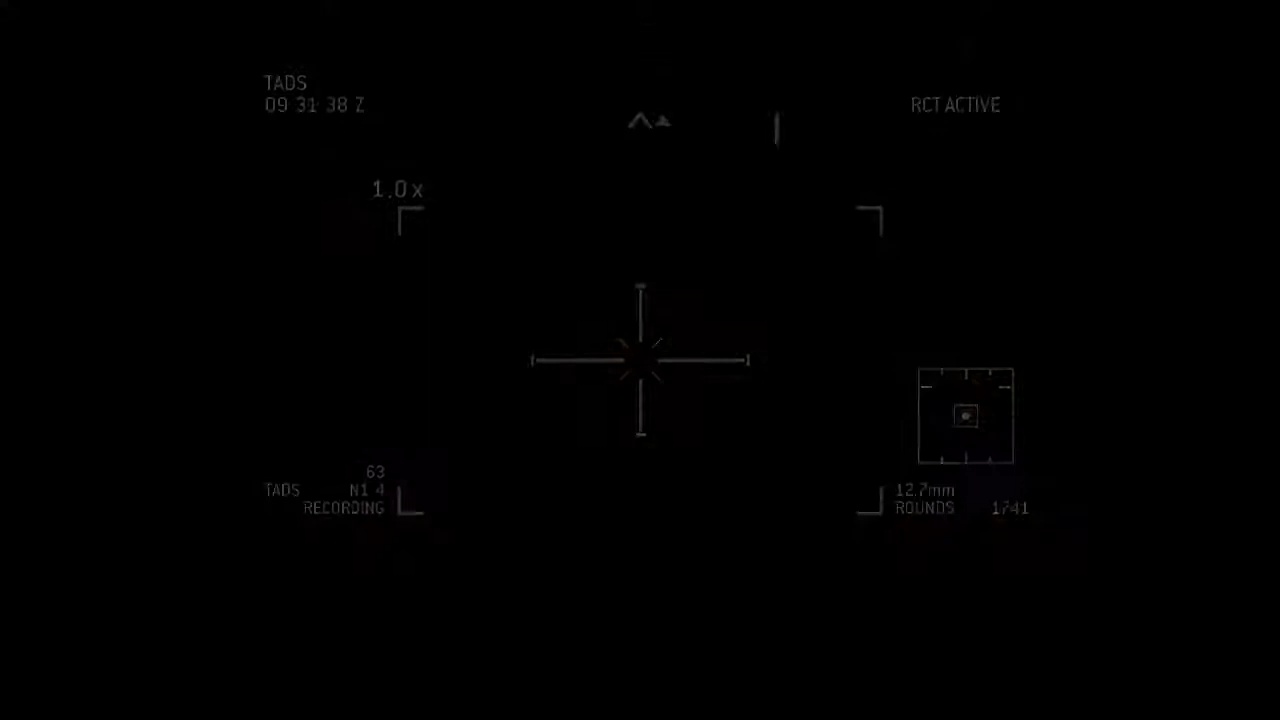 TADS
09 31 38 Z
RCT ACTIVE
1.0 x
63
TADS N1 4
RECORDING
12.7mm
ROUNDS 1741